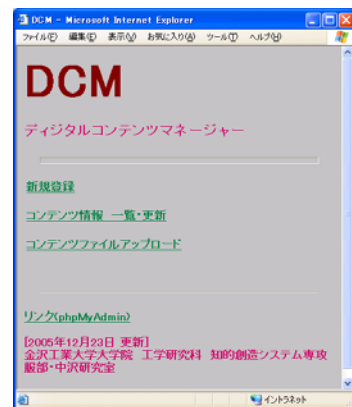 DCM - Microsoft Internet Explorer
ファイル(F) 編集(E) 表示(V) お気に入り(A) ツール(T) ヘルプ(H)
DCM
ディジタルコンテンツマネージャー
新規登録
コンテンツ情報 一覧・更新
コンテンツファイルアップロード
リンク(phpMyAdmin)
[2005年12月23日 更新]
金沢工業大学大学院 工学研究科 知的創造システム専攻
服部・中沢研究室
イントラネット